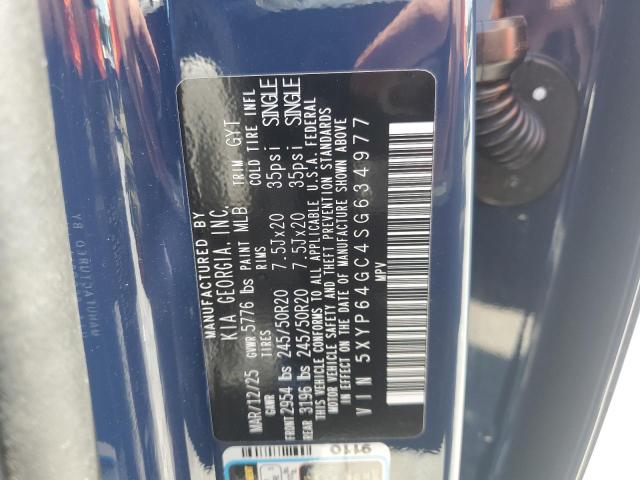 MANUFACTURED BY
KIA GEORGIA, INC.
MAR/12/25 GVWR 5776 lbs PAINT MLB TRIM GYT
GAWR TIRES RIMS COLD TIRE INFL
FRONT 2954 lbs 245/50R20 7.5Jx20 35psi SINGLE
REAR 3196 lbs 245/50R20 7.5Jx20 35psi SINGLE
THIS VEHICLE CONFORMS TO ALL APPLICABLE U.S.A. FEDERAL
MOTOR VEHICLE SAFETY AND THEFT PREVENTION STANDARDS
IN EFFECT ON THE DATE OF MANUFACTURE SHOWN ABOVE
VIN 5XYP64GC4SG634977
MPV
9110